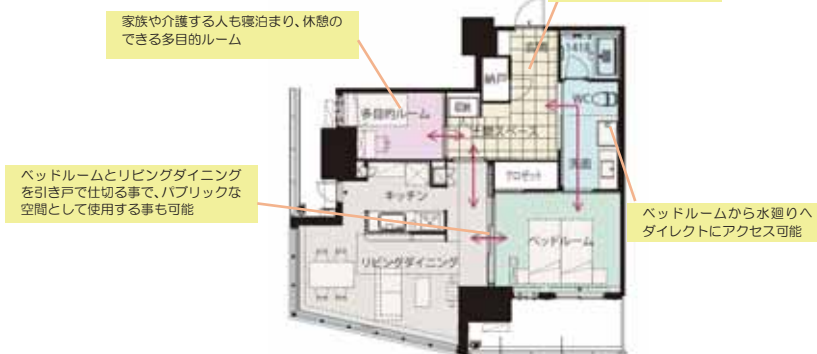 家族や介護する人も寝泊まり、休憩の
できる多目的ルーム
玄関
1418
納戸
収納
WC
多目的ルーム
土間スペース
洗面
ベッドルームとリビングダイニング
を引き戸で仕切る事で、パブリックな
空間として使用する事も可能
クロゼット
キッチン
ベッドルームから水廻りへ
ダイレクトにアクセス可能
ベッドルーム
リビングダイニング